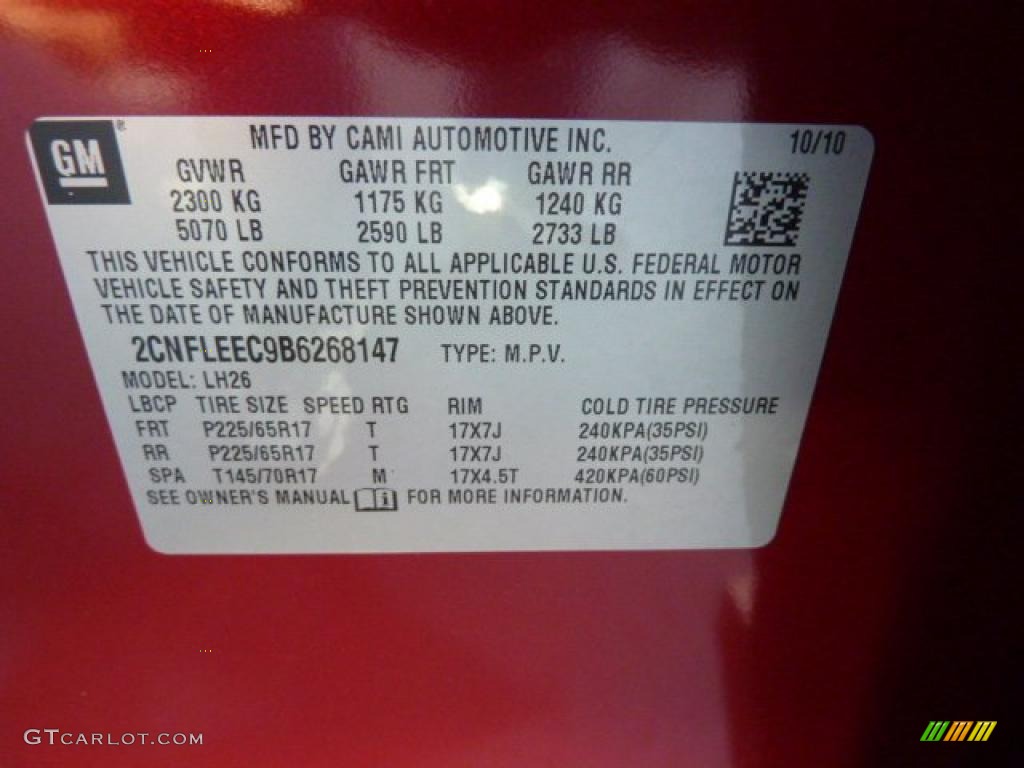 GM ®
MFD BY CAMI AUTOMOTIVE INC. 10/10
GVWR GAWR FRT GAWR RR
2300 KG 1175 KG 1240 KG
5070 LB 2590 LB 2733 LB
THIS VEHICLE CONFORMS TO ALL APPLICABLE U.S. FEDERAL MOTOR
VEHICLE SAFETY AND THEFT PREVENTION STANDARDS IN EFFECT ON
THE DATE OF MANUFACTURE SHOWN ABOVE.
2CNFLEEC9B6268147 TYPE: M.P.V.
MODEL: LH26
LBCP TIRE SIZE SPEED RTG RIM COLD TIRE PRESSURE
FRT P225/65R17 T 17X7J 240KPA(35PSI)
RR P225/65R17 T 17X7J 240KPA(35PSI)
SPA T145/70R17 M 17X4.5T 420KPA(60PSI)
SEE OWNER'S MANUAL i FOR MORE INFORMATION.
GTCARLOT.COM